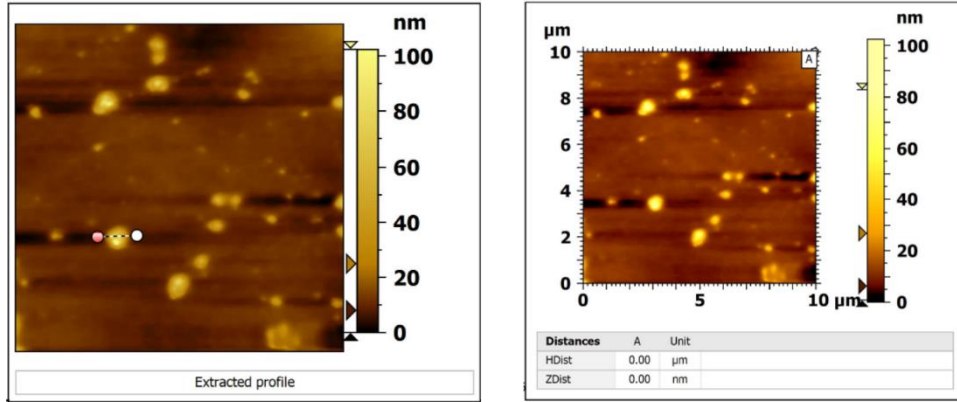 nm
100
80
60
40
20
0
Extracted profile
nm
µm
A
10
8
6
4
2
0
0 5 10 µm
100
80
60
40
20
0
Distances A Unit
HDist 0.00 µm
ZDist 0.00 nm